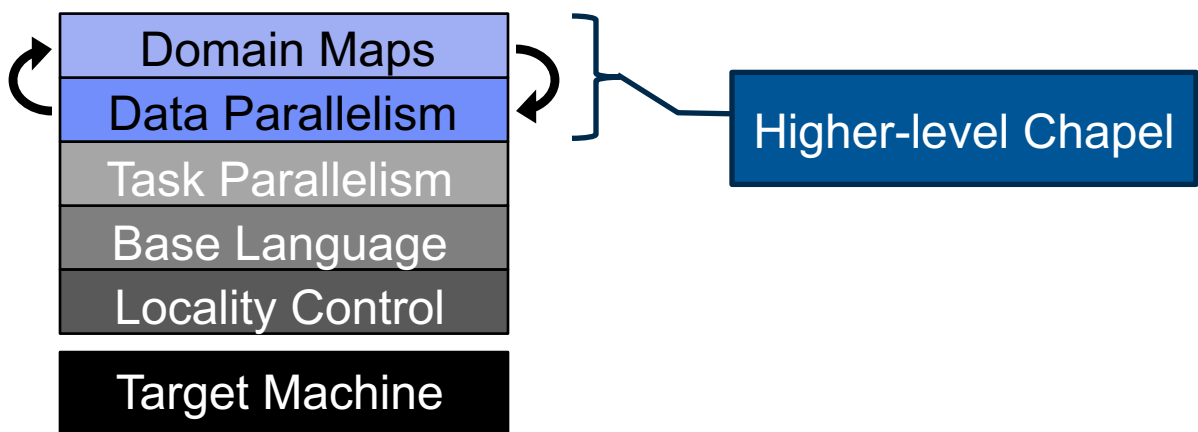 Domain Maps
Data Parallelism
Task Parallelism
Base Language
Locality Control
Target Machine
Higher-level Chapel